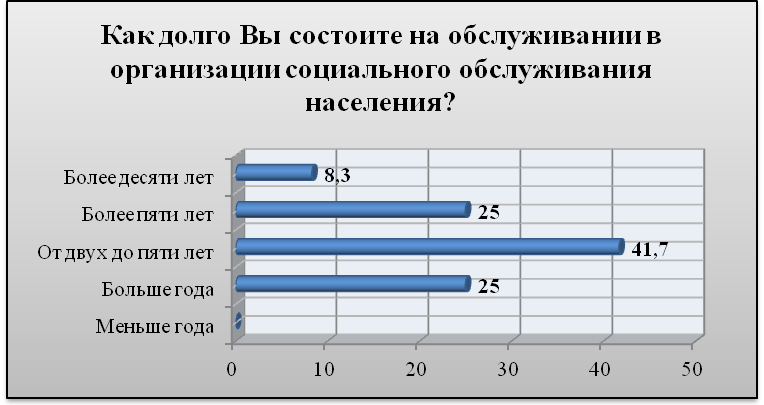 Как долго Вы состоите на обслуживании в
организации социального обслуживания
населения?
Более десяти лет
8,3
Более пяти лет
25
От двух до пяти лет
41,7
Больше года
25
Меньше года
0 10 20 30 40 50